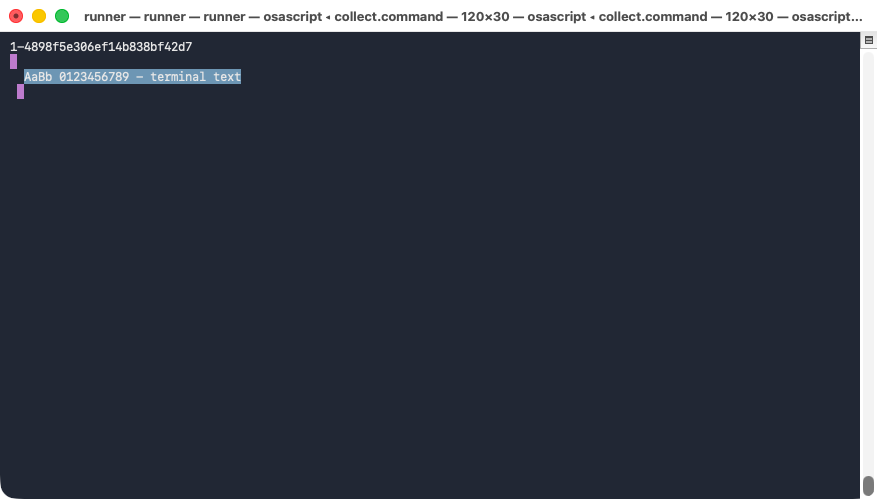 runner — runner — runner — osascript ◂ collect.command — 120×30 — osascript ◂ collect.command — 120×30 — osascript...
1-4898f5e306ef14b838bf42d7
AaBb 0123456789 - terminal text